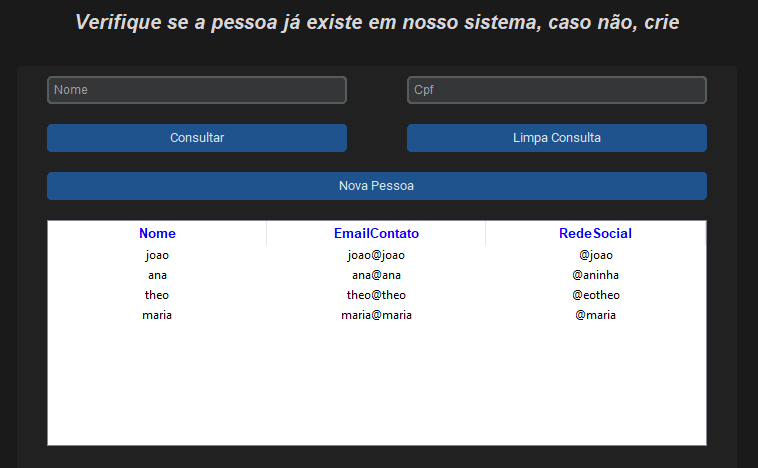 Verifique se a pessoa já existe em nosso sistema, caso não, crie
Nome Cpf
Consultar Limpa Consulta
Nova Pessoa
Nome EmailContato RedeSocial
joao joao@joao @joao
ana ana@ana @aninha
theo theo@theo @eotheo
maria maria@maria @maria